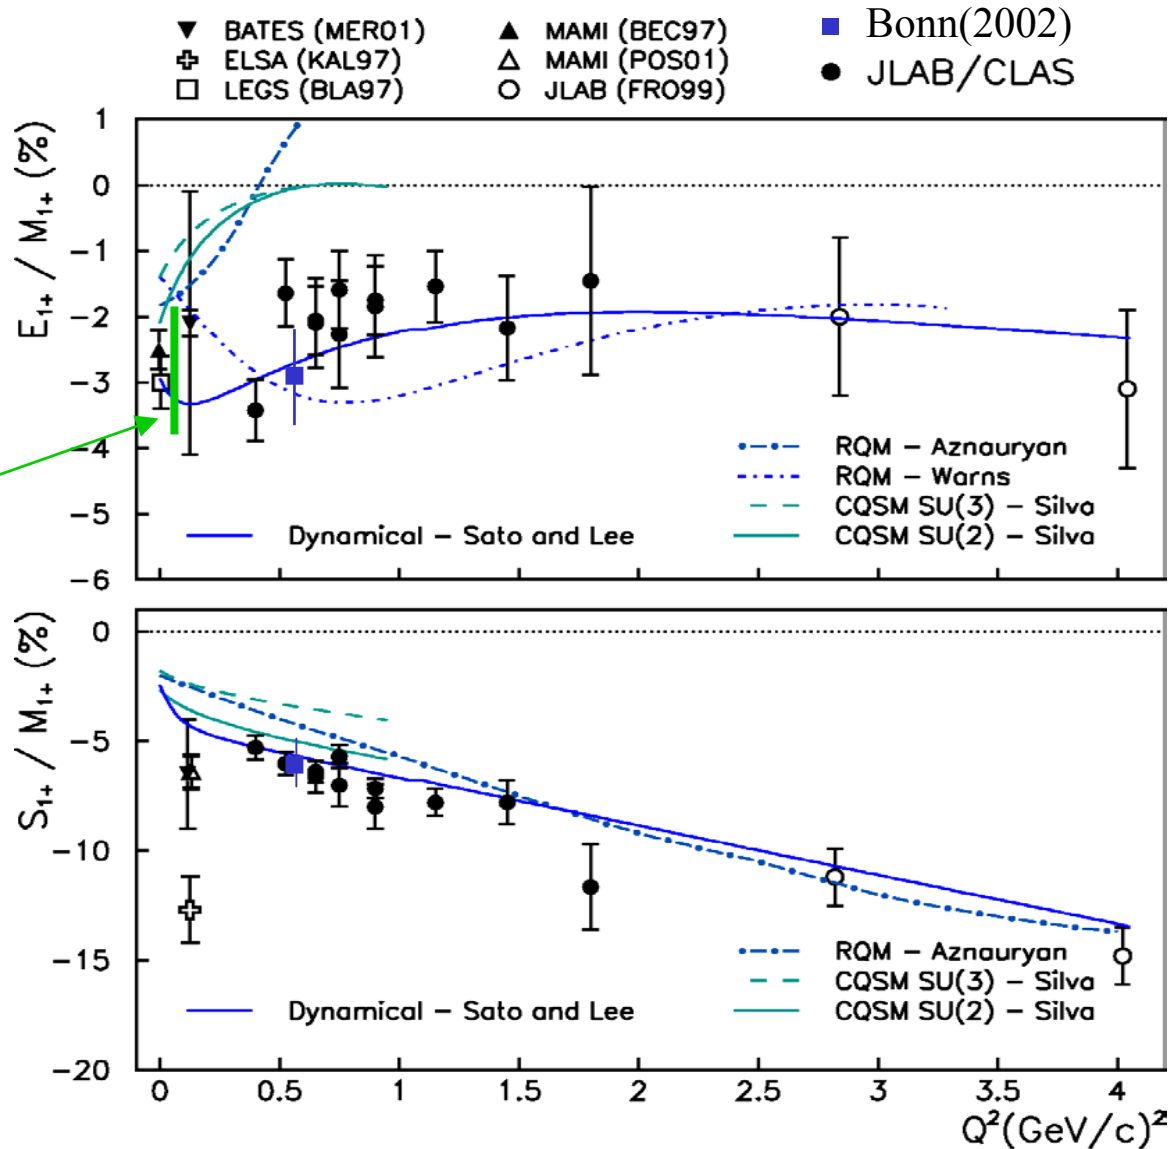 BATES (MER01)
ELSA (KAL97)
LEGS (BLA97)
MAMI (BEC97)
MAMI (POS01)
JLAB (FRO99)
Bonn(2002)
JLAB/CLAS
E1+ / M1+ (%)
1
0
−1
−2
−3
−4
−5
−6
RQM − Aznauryan
RQM − Warns
CQSM SU(3) − Silva
CQSM SU(2) − Silva
Dynamical − Sato and Lee
S1+ / M1+ (%)
0
−5
−10
−15
−20
RQM − Aznauryan
CQSM SU(3) − Silva
CQSM SU(2) − Silva
Dynamical − Sato and Lee
0 0.5 1 1.5 2 2.5 3 3.5 4
Q2(GeV/c)2